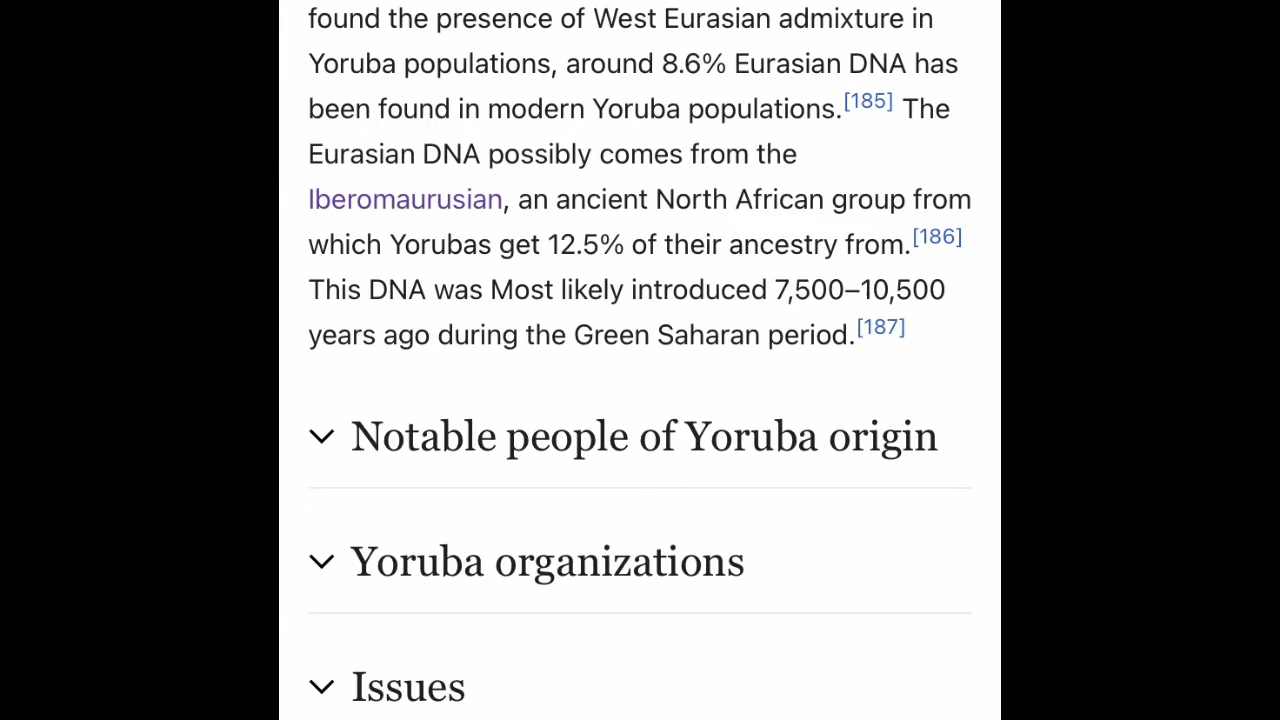 found the presence of West Eurasian admixture in
Yoruba populations, around 8.6% Eurasian DNA has
been found in modern Yoruba populations.[185] The
Eurasian DNA possibly comes from the
Iberomaurusian, an ancient North African group from
which Yorubas get 12.5% of their ancestry from.[186]
This DNA was Most likely introduced 7,500–10,500
years ago during the Green Saharan period.[187]
Notable people of Yoruba origin
Yoruba organizations
Issues